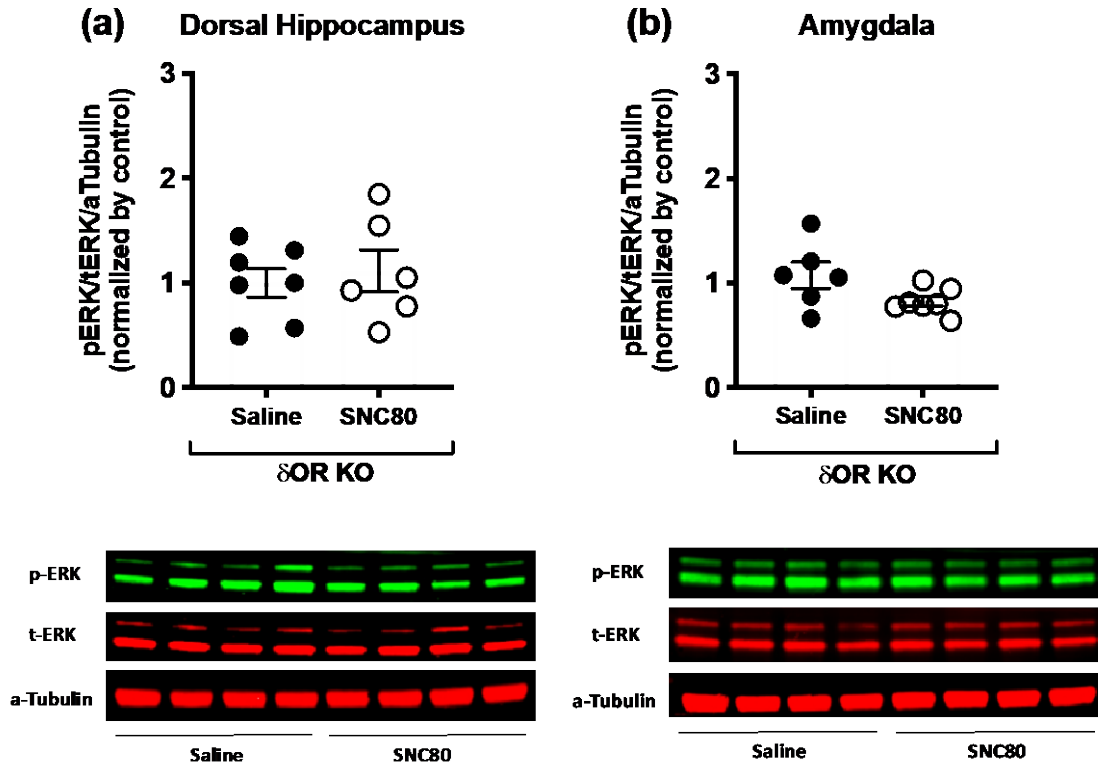 (a) Dorsal Hippocampus
pERK/tERK/aTubulin
(normalized by control)
3
2
1
0
Saline SNC80
δOR KO
p-ERK
t-ERK
a-Tubulin
Saline SNC80
(b) Amygdala
pERK/tERK/aTubulin
(normalized by control)
3
2
1
0
Saline SNC80
δOR KO
p-ERK
t-ERK
a-Tubulin
Saline SNC80